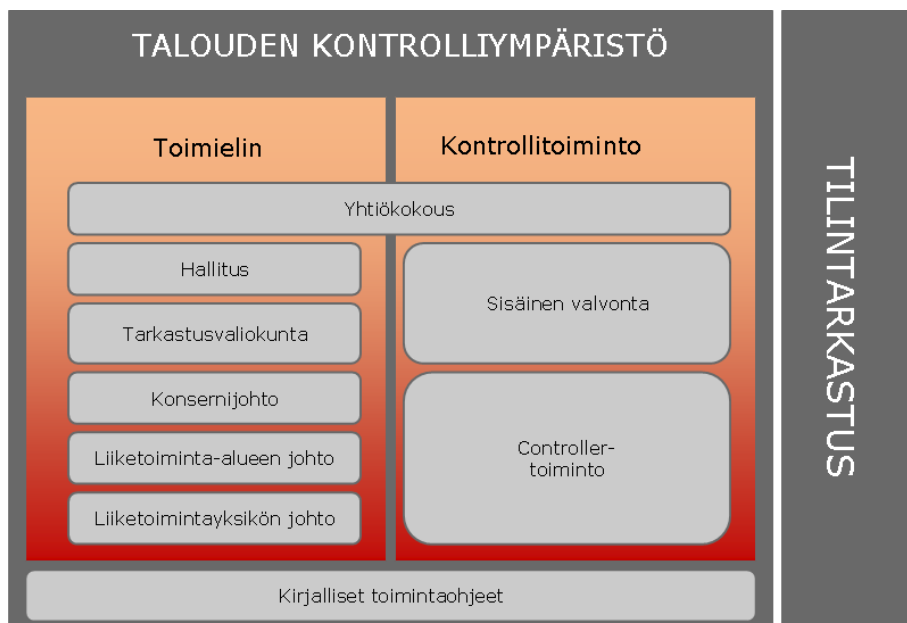 TALOUDEN KONTROLLIYMPÄRISTÖ
Toimielin
Kontrollitoiminto
Yhtiökokous
Hallitus
Tarkastusvaliokunta
Konsernijohto
Liiketoiminta-alueen johto
Liiketoimintayksikön johto
Sisäinen valvonta
Controller-
toiminto
Kirjalliset toimintaohjeet
TILINTARKASTUS